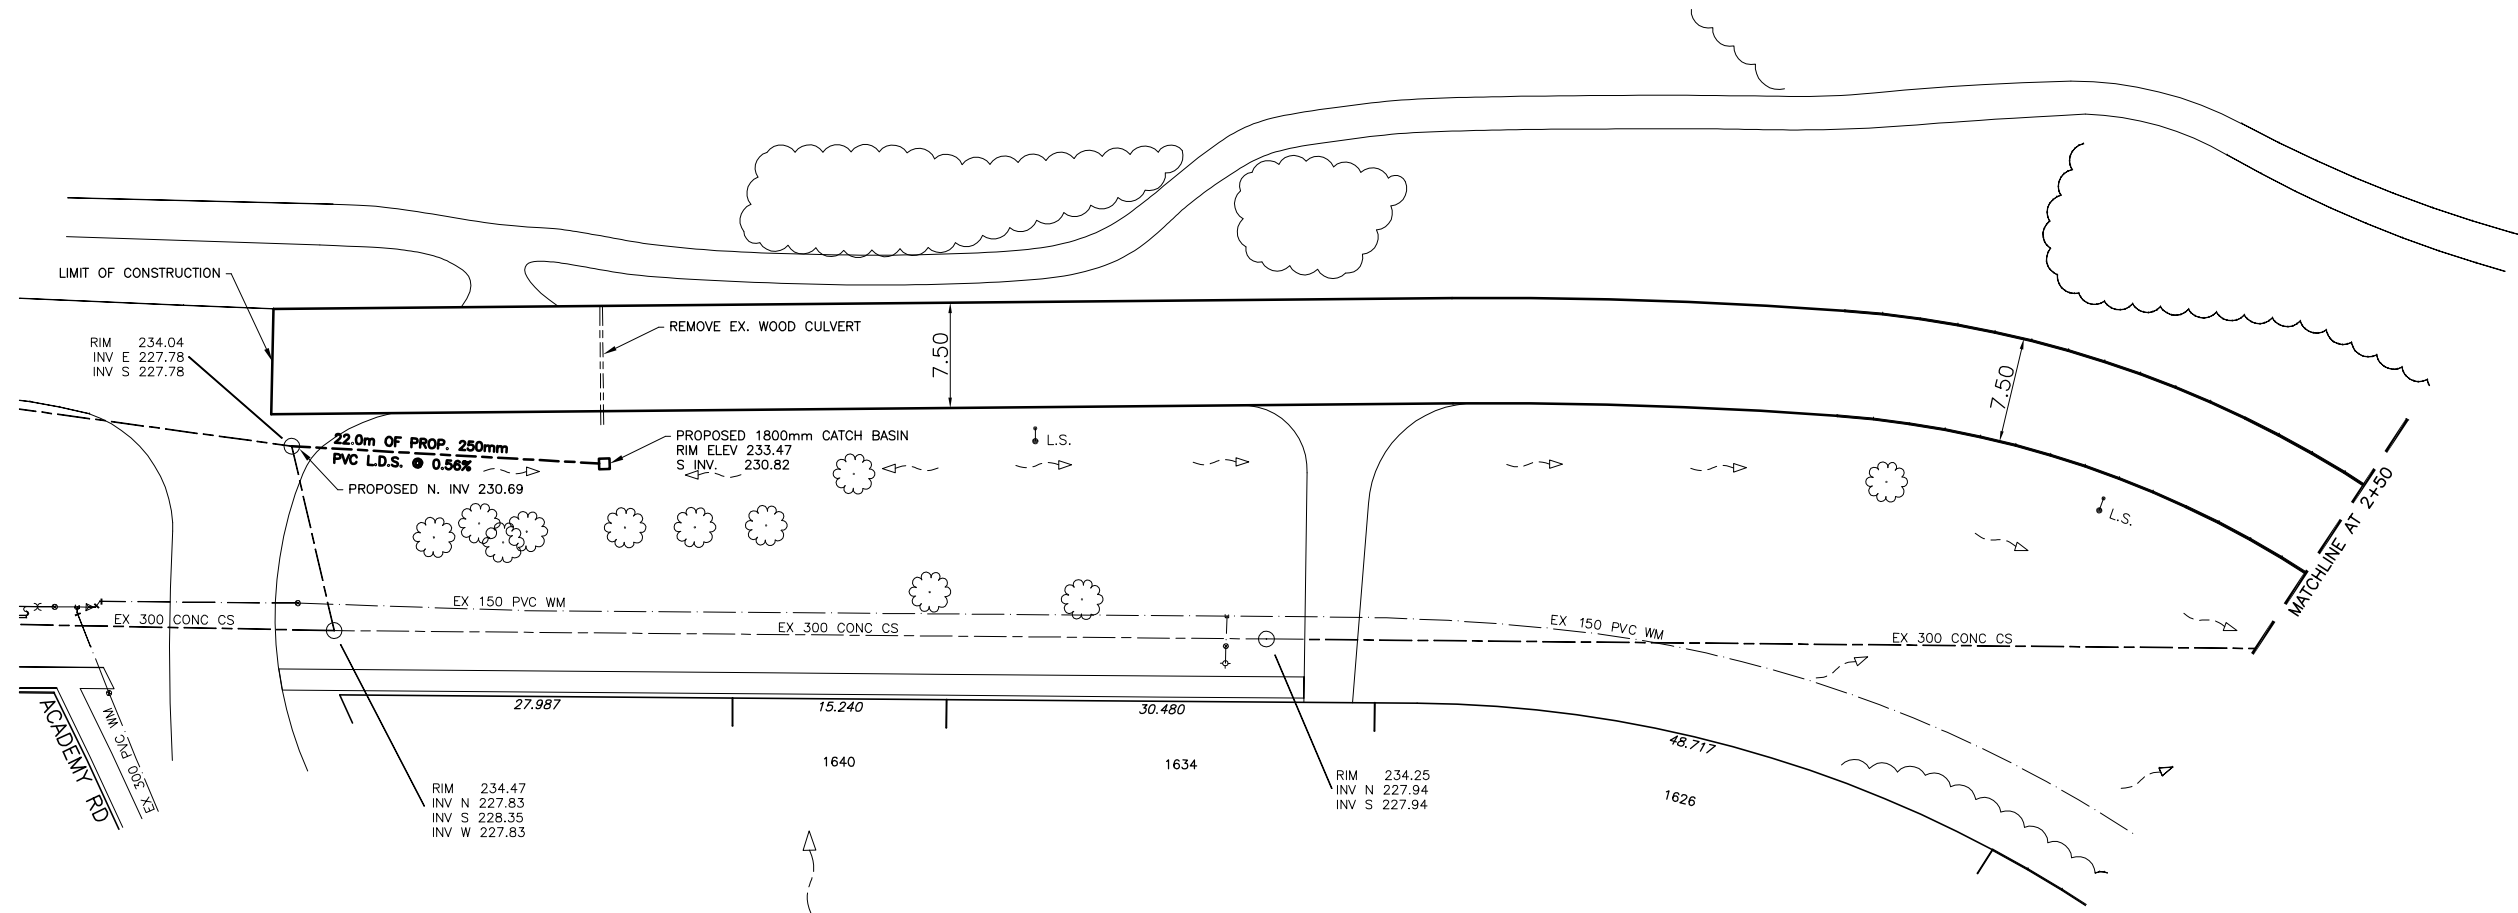 LIMIT OF CONSTRUCTION
RIM 234.04
INV E 227.78
INV S 227.78
REMOVE EX. WOOD CULVERT
7.50
7.50
22.0m OF PROP. 250mm
PVC L.D.S. @ 0.56%
PROPOSED 1800mm CATCH BASIN
RIM ELEV 233.47
S INV. 230.82
PROPOSED N. INV 230.69
L.S.
L.S.
MATCHLINE AT 2+50
EX 150 PVC WM
EX 300 CONC CS
EX 300 CONC CS
EX 150 PVC WM
EX 300 CONC CS
S
ACADEMY RD
EX 300 PVC WM
27.987
15.240
30.480
48.717
1640
1634
1626
RIM 234.47
INV N 227.83
INV S 228.35
INV W 227.83
RIM 234.25
INV N 227.94
INV S 227.94